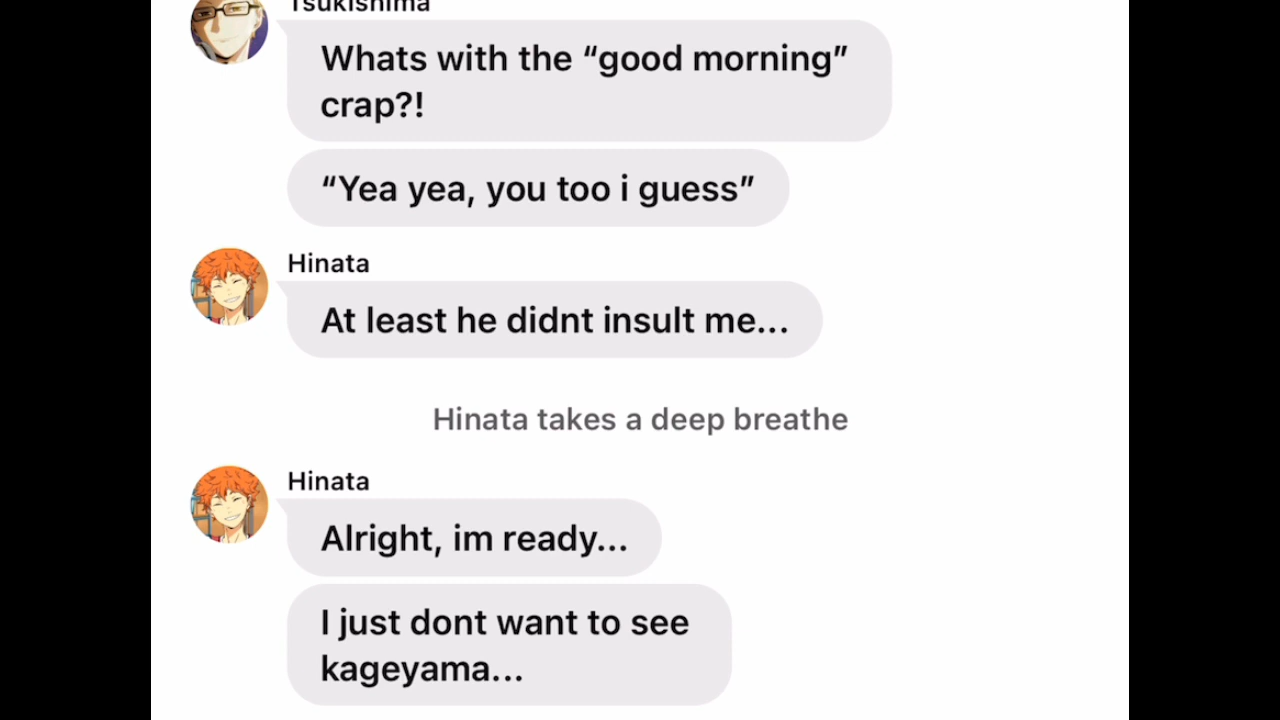 Tsukishima
Whats with the “good morning”
crap?!
“Yea yea, you too i guess”
Hinata
At least he didnt insult me...
Hinata takes a deep breathe
Hinata
Alright, im ready...
I just dont want to see
kageyama...